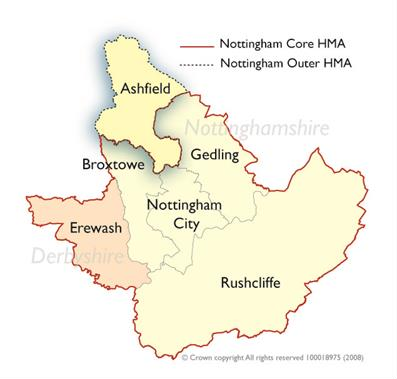 Nottingham Core HMA
Nottingham Outer HMA
Ashfield
Nottinghamshire
Gedling
Broxtowe
Nottingham
City
Erewash
Derbyshire
Rushcliffe
© Crown copyright All rights reserved 100018975 (2008)